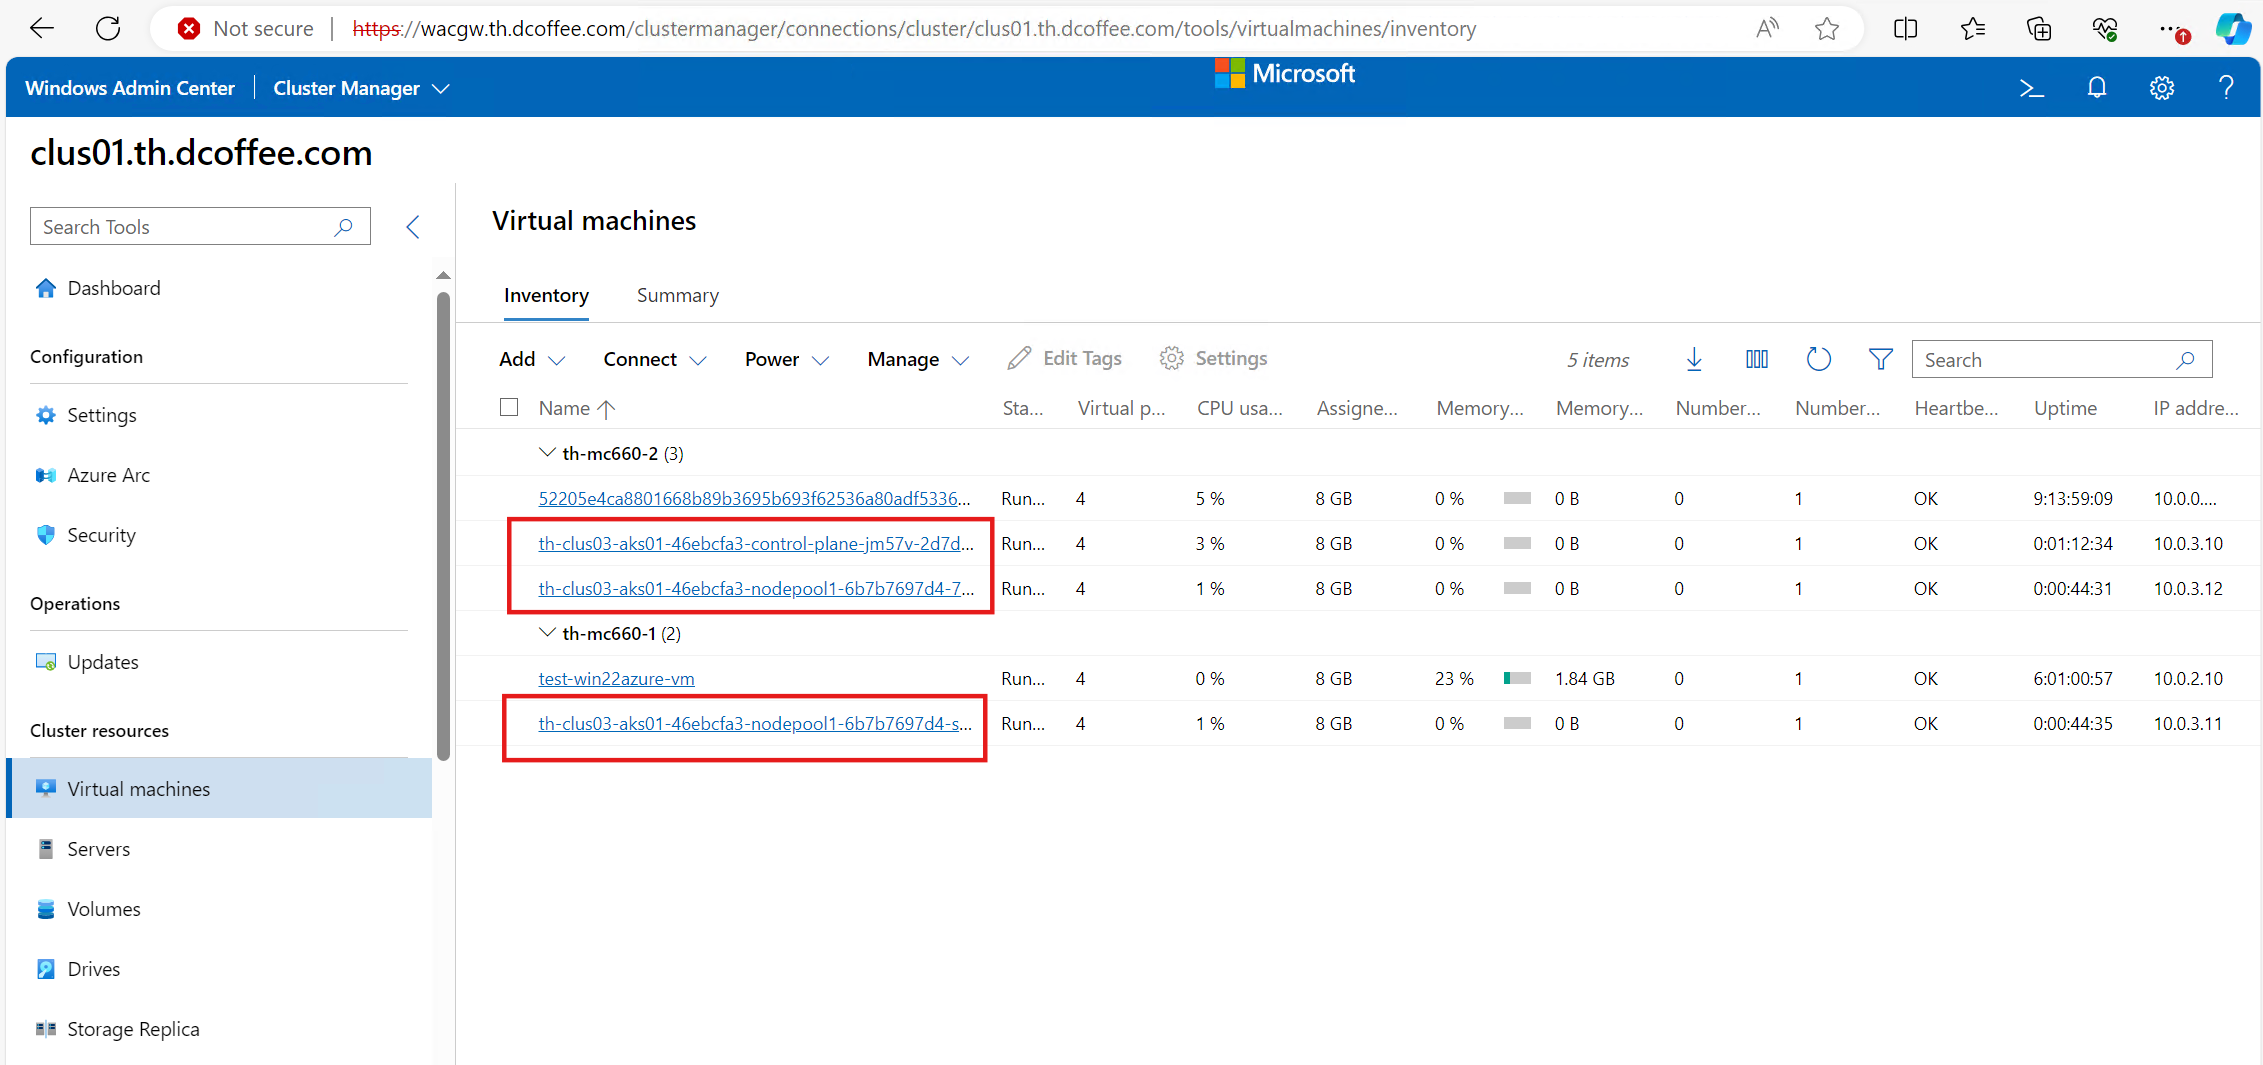 Not secure https://wacgw.th.dcoffee.com/clustermanager/connections/cluster/clus01.th.dcoffee.com/tools/virtualmachines/inventory
Windows Admin Center Cluster Manager Microsoft
clus01.th.dcoffee.com
Search Tools
Dashboard
Configuration
Settings
Azure Arc
Security
Operations
Updates
Cluster resources
Virtual machines
Servers
Volumes
Drives
Storage Replica
Virtual machines
Inventory Summary
Add Connect Power Manage Edit Tags Settings 5 items Search
Name Sta... Virtual p... CPU usa... Assigne... Memory... Memory... Number... Number... Heartbe... Uptime IP addre...
th-mc660-2 (3)
52205e4ca8801668b89b3695b693f62536a80adf5336... Run... 4 5 % 8 GB 0 % 0 B 0 1 OK 9:13:59:09 10.0.0....
th-clus03-aks01-46ebcfa3-control-plane-jm57v-2d7d... Run... 4 3 % 8 GB 0 % 0 B 0 1 OK 0:01:12:34 10.0.3.10
th-clus03-aks01-46ebcfa3-nodepool1-6b7b7697d4-7... Run... 4 1 % 8 GB 0 % 0 B 0 1 OK 0:00:44:31 10.0.3.12
th-mc660-1 (2)
test-win22azure-vm Run... 4 0 % 8 GB 23 % 1.84 GB 0 1 OK 6:01:00:57 10.0.2.10
th-clus03-aks01-46ebcfa3-nodepool1-6b7b7697d4-s... Run... 4 1 % 8 GB 0 % 0 B 0 1 OK 0:00:44:35 10.0.3.11